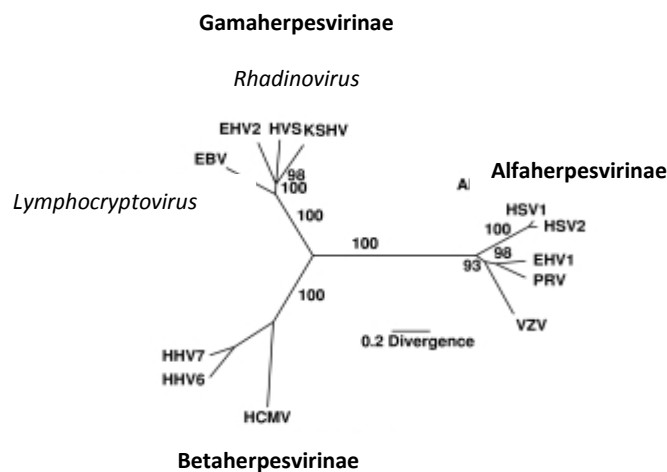 Gamaherpesvirinae
Rhadinovirus
EHV2 HVS KSHV
EBV
98
100
Lymphocryptovirus
100
Alfaherpesvirinae
A
HSV1
100
HSV2
100
98
93
EHV1
PRV
VZV
0.2 Divergence
100
HHV7
HHV6
HCMV
Betaherpesvirinae